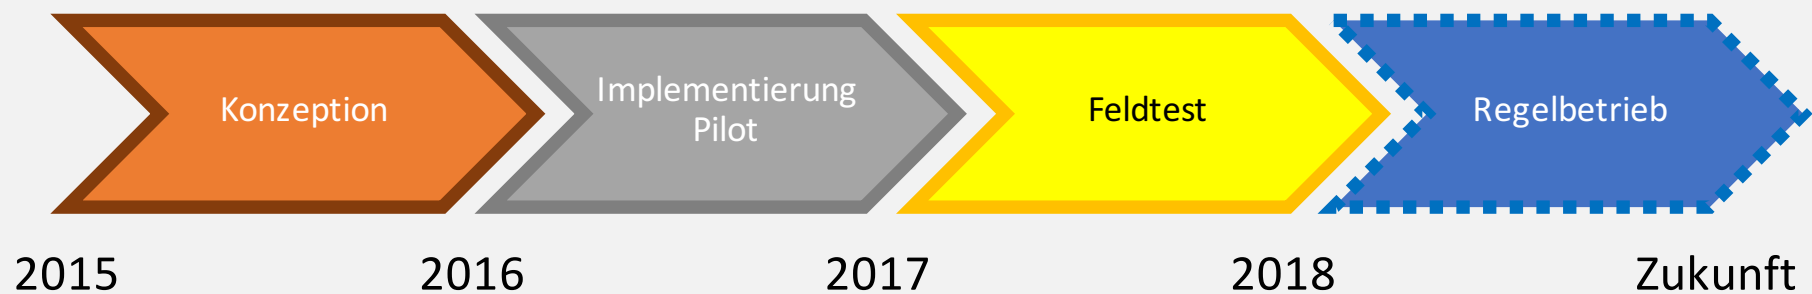 Konzeption
Implementierung
Pilot
Feldtest
Regelbetrieb
2015
2016
2017
2018
Zukunft